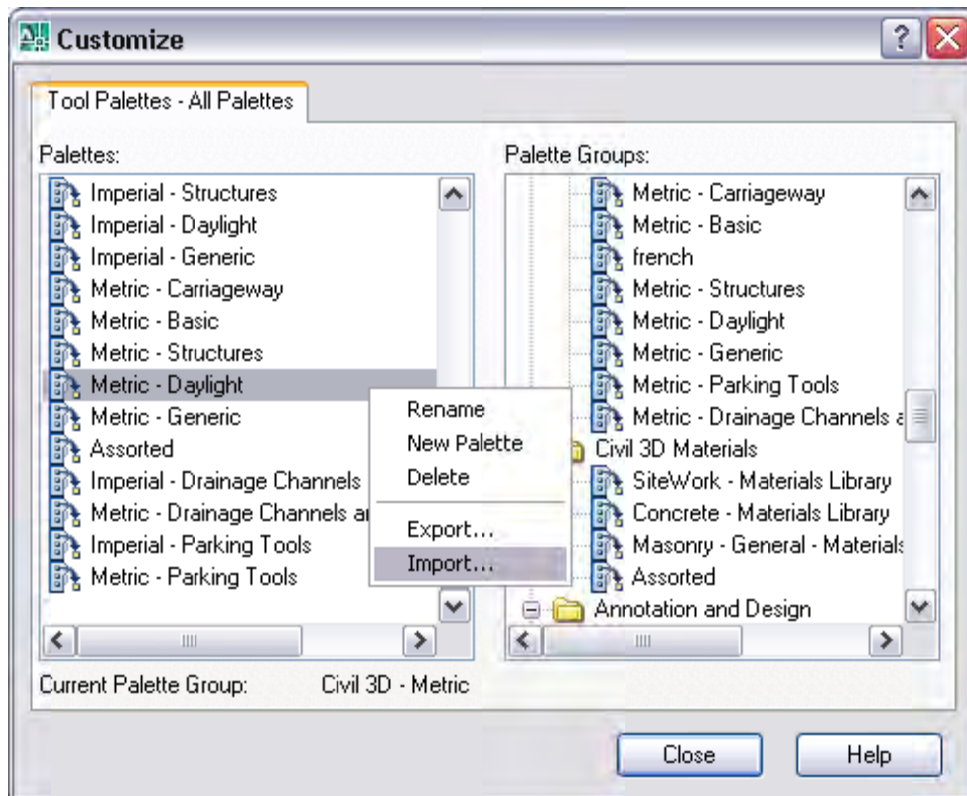 Customize
Tool Palettes - All Palettes
Palettes:
Imperial - Structures
Imperial - Daylight
Imperial - Generic
Metric - Carriageway
Metric - Basic
Metric - Structures
Metric - Daylight
Metric - Generic
Assorted
Imperial - Drainage Channels
Metric - Drainage Channels a
Imperial - Parking Tools
Metric - Parking Tools
Rename
New Palette
Delete
Export...
Import...
Palette Groups:
Metric - Carriageway
Metric - Basic
french
Metric - Structures
Metric - Daylight
Metric - Generic
Metric - Parking Tools
Metric - Drainage Channels a
Civil 3D Materials
SiteWork - Materials Library
Concrete - Materials Library
Masonry - General - Materials
Assorted
Annotation and Design
Current Palette Group: Civil 3D - Metric
Close
Help